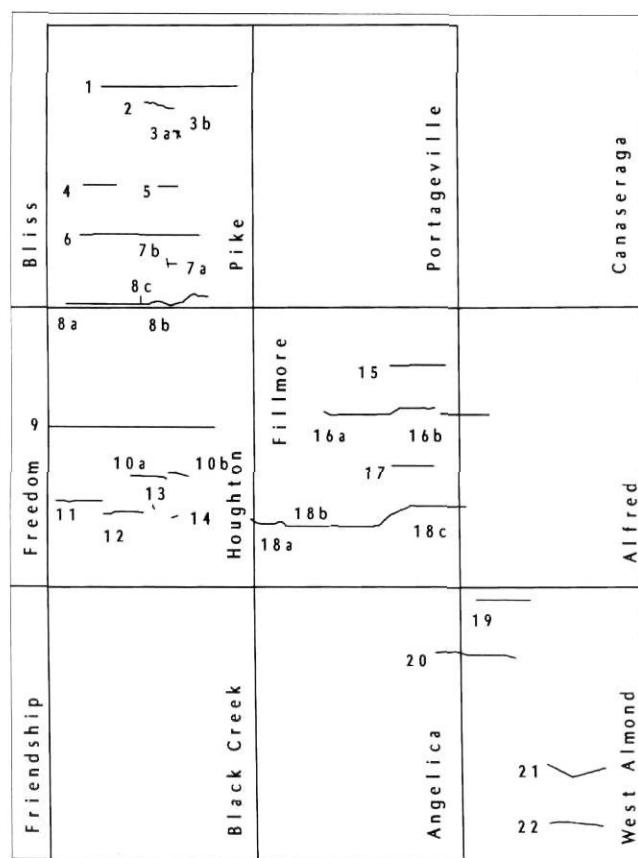 1
2
3a
3b
4
5
6
7b
7a
8c
8a
8b
Bliss
Pike
Portageville
Canaseraga
9
10a
10b
11
12
13
14
15
16a
16b
17
18a
18b
18c
Freedom
Houghton
Fillmore
Alfred
19
20
21
22
Friendship
Black Creek
Angelica
West Almond